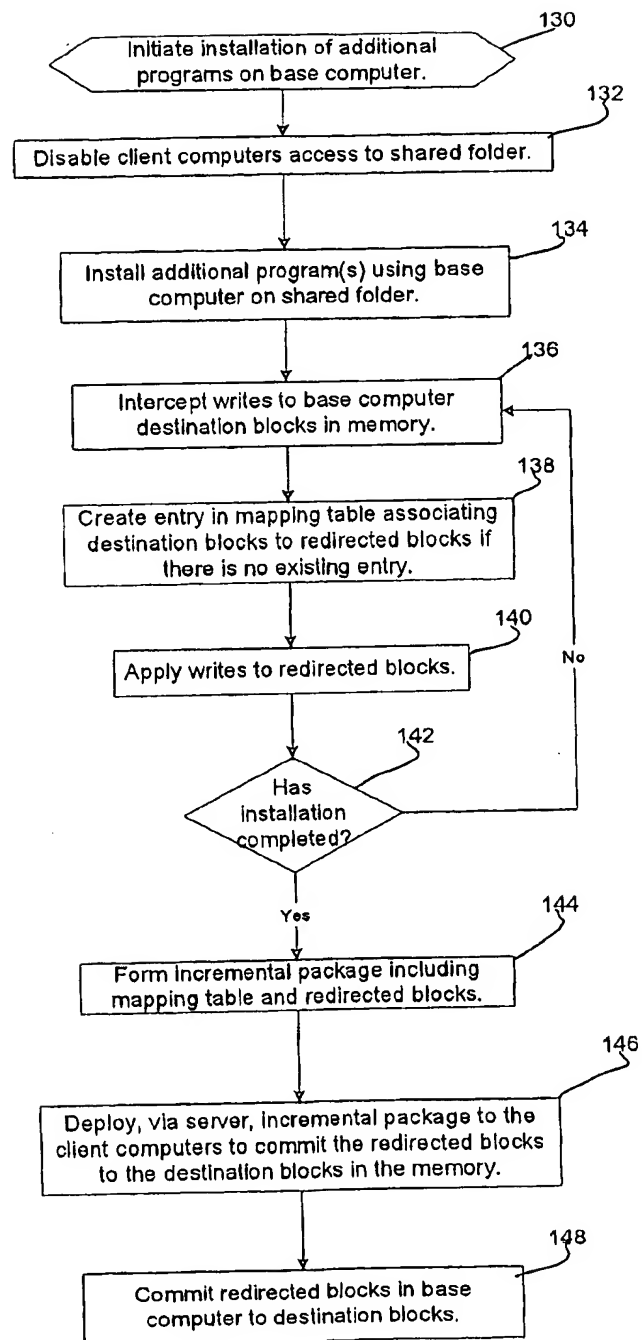 130
Initiate installation of additional
programs on base computer.
132
Disable client computers access to shared folder.
134
Install additional program(s) using base
computer on shared folder.
136
Intercept writes to base computer
destination blocks in memory.
138
Create entry in mapping table associating
destination blocks to redirected blocks if
there is no existing entry.
140
Apply writes to redirected blocks.
No
142
Has
installation
completed?
Yes
144
Form incremental package including
mapping table and redirected blocks.
146
Deploy, via server, incremental package to the
client computers to commit the redirected blocks
to the destination blocks in the memory.
148
Commit redirected blocks in base
computer to destination blocks.